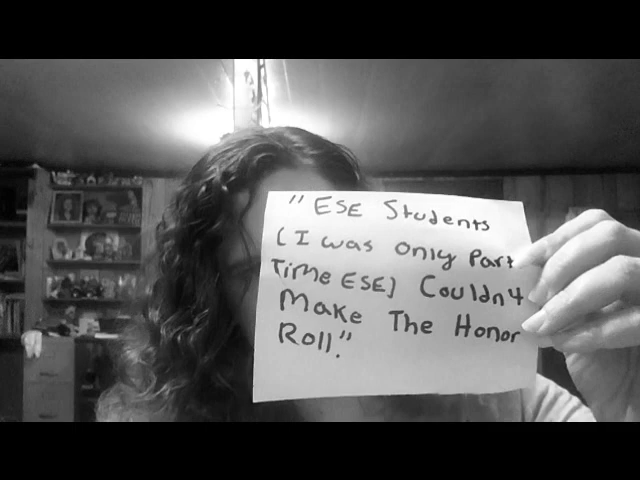 "ESE Students
(I was only Part
Time ESE) Couldn't
Make The Honor
Roll."